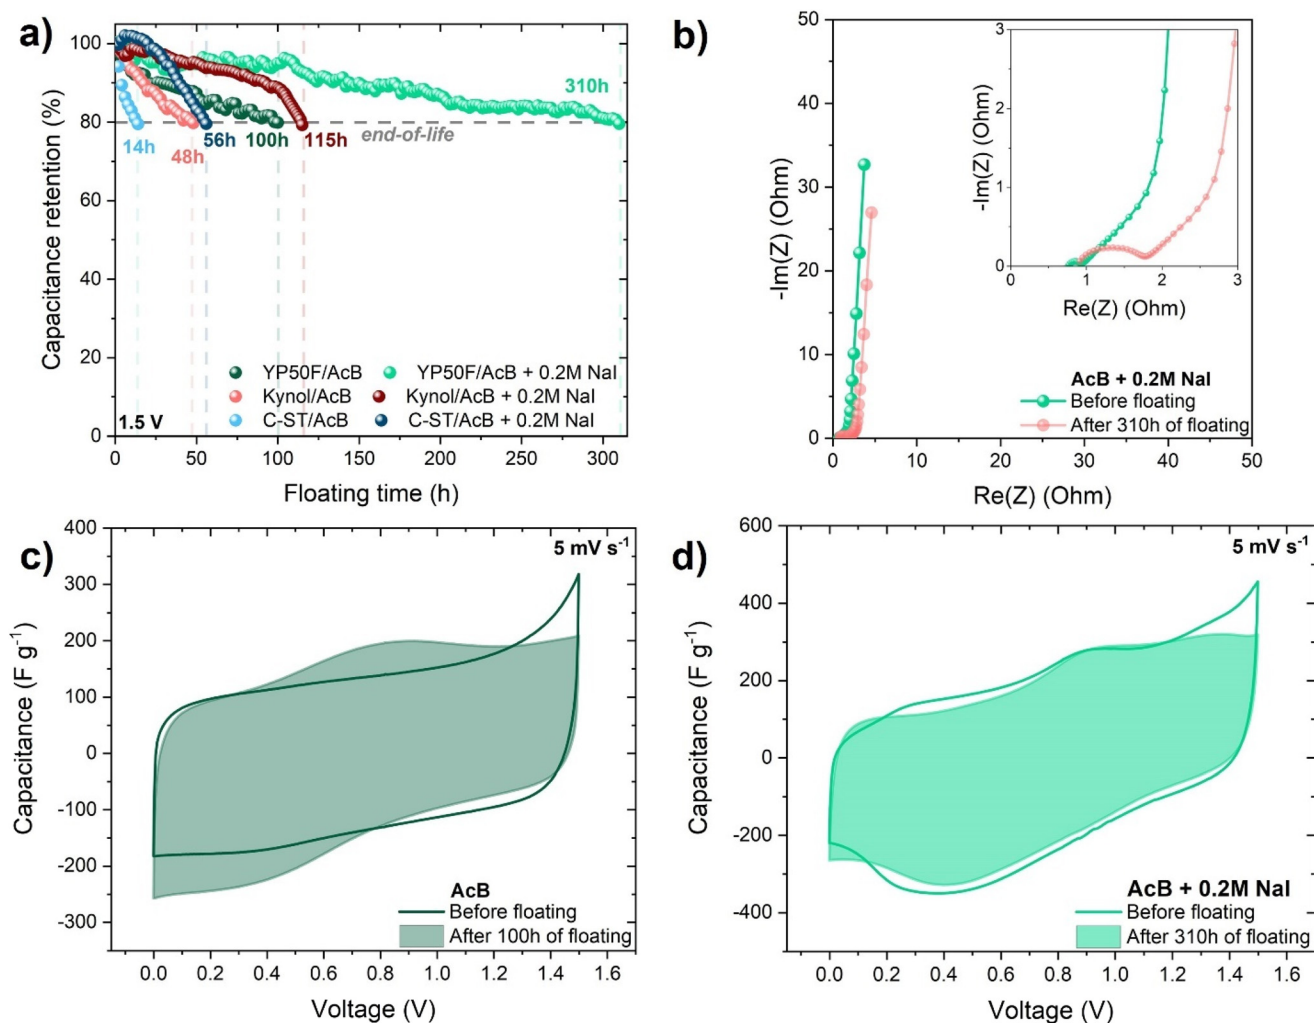 a)
Capacitance retention (%)
100
80
60
40
20
0
310h
end-of-life
14h
48h
56h
100h
115h
YP50F/AcB
YP50F/AcB + 0.2M NaI
Kynol/AcB
Kynol/AcB + 0.2M NaI
C-ST/AcB
C-ST/AcB + 0.2M NaI
1.5 V
0 50 100 150 200 250 300
Floating time (h)
b)
-Im(Z) (Ohm)
50
40
30
20
10
0
-Im(Z) (Ohm)
3
2
1
0
0 1 2 3
Re(Z) (Ohm)
AcB + 0.2M NaI
Before floating
After 310h of floating
0 10 20 30 40 50
Re(Z) (Ohm)
c)
Capacitance (F g⁻¹)
400
300
200
100
0
-100
-200
-300
5 mV s⁻¹
AcB
Before floating
After 100h of floating
0.0 0.2 0.4 0.6 0.8 1.0 1.2 1.4 1.6
Voltage (V)
d)
Capacitance (F g⁻¹)
600
400
200
0
-200
-400
5 mV s⁻¹
AcB + 0.2M NaI
Before floating
After 310h of floating
0.0 0.2 0.4 0.6 0.8 1.0 1.2 1.4 1.6
Voltage (V)